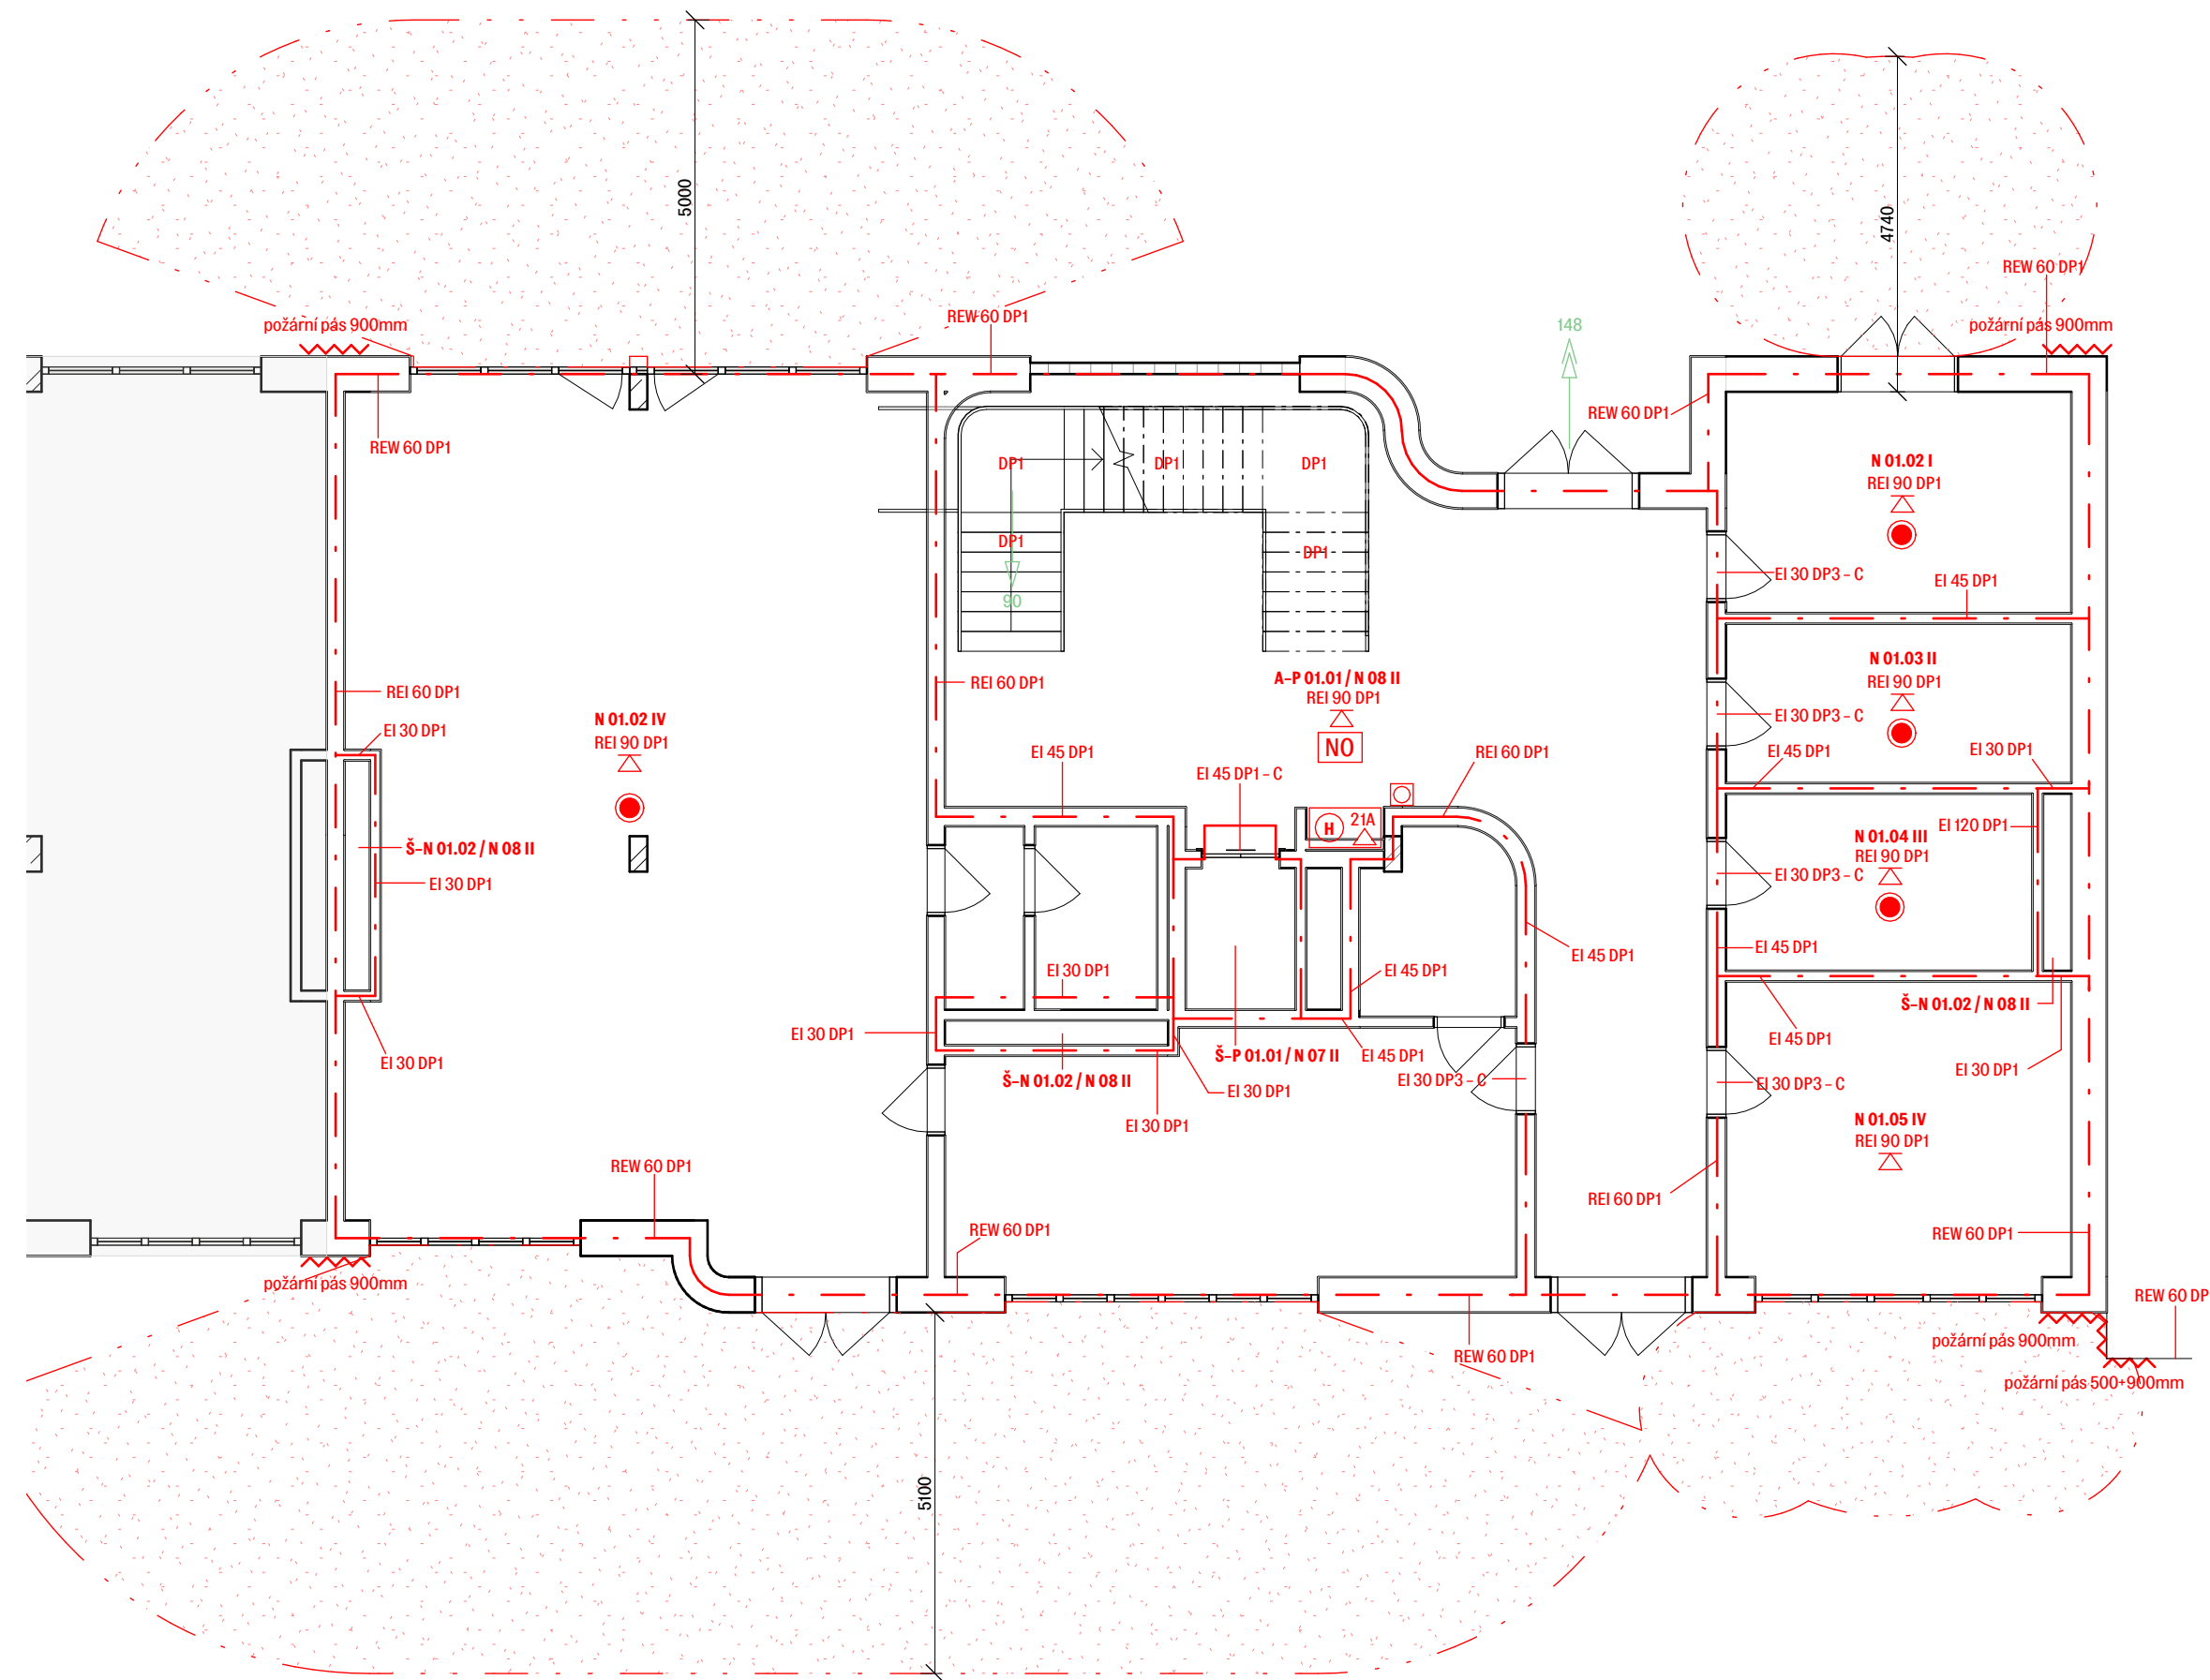 5000
4740
REW 60 DP1
požární pás 900mm
REW 60 DP1
148
požární pás 900mm
REW 60 DP1
REW 60 DP1
DP1
DP1
DP1
N 01.02 I
REI 90 DP1
DP1
DP1
EI 30 DP3 – C
EI 45 DP1
90
N 01.03 II
REI 90 DP1
A–P 01.01 / N 08 II
REI 90 DP1
NO
REI 60 DP1
REI 60 DP1
EI 30 DP1
N 01.02 IV
REI 90 DP1
EI 30 DP3 – C
EI 45 DP1
EI 30 DP1
EI 45 DP1
REI 60 DP1
EI 45 DP1 – C
H
21A
EI 120 DP1
N 01.04 III
REI 90 DP1
Š–N 01.02 / N 08 II
EI 30 DP1
EI 30 DP3 – C
EI 45 DP1
EI 45 DP1
EI 30 DP1
EI 45 DP1
Š–N 01.02 / N 08 II
EI 30 DP1
EI 45 DP1
EI 30 DP1
Š–P 01.01 / N 07 II
EI 45 DP1
EI 30 DP1
Š–N 01.02 / N 08 II
EI 30 DP3 – C
EI 30 DP3 – C
EI 30 DP1
EI 30 DP1
N 01.05 IV
REI 90 DP1
REW 60 DP1
REI 60 DP1
REW 60 DP1
REW 60 DP1
požární pás 900mm
REW 60 DP
požární pás 900mm
REW 60 DP1
požární pás 500+900mm
5100